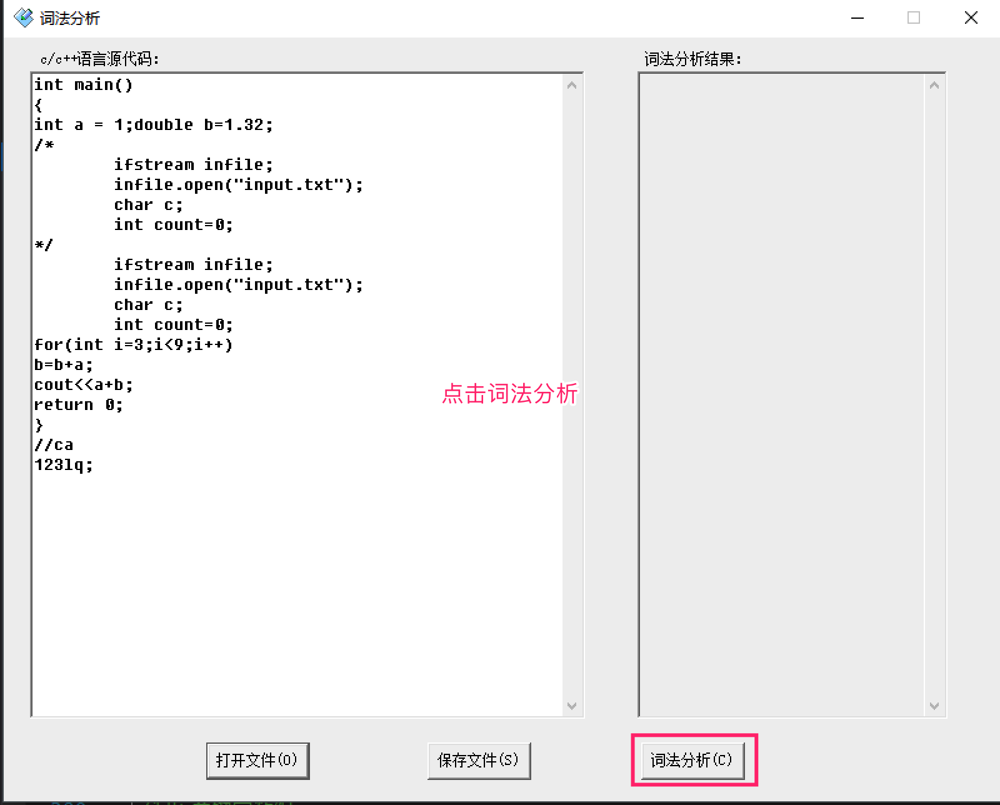 词法分析
c/c++语言源代码:
词法分析结果:
int main()
{
int a = 1;double b=1.32;
/*
ifstream infile;
infile.open("input.txt");
char c;
int count=0;
*/
ifstream infile;
infile.open("input.txt");
char c;
int count=0;
for(int i=3;i<9;i++)
b=b+a;
cout<<a+b;
return 0;
}
//ca
123lq;
点击词法分析
打开文件(O)
保存文件(S)
词法分析(C)